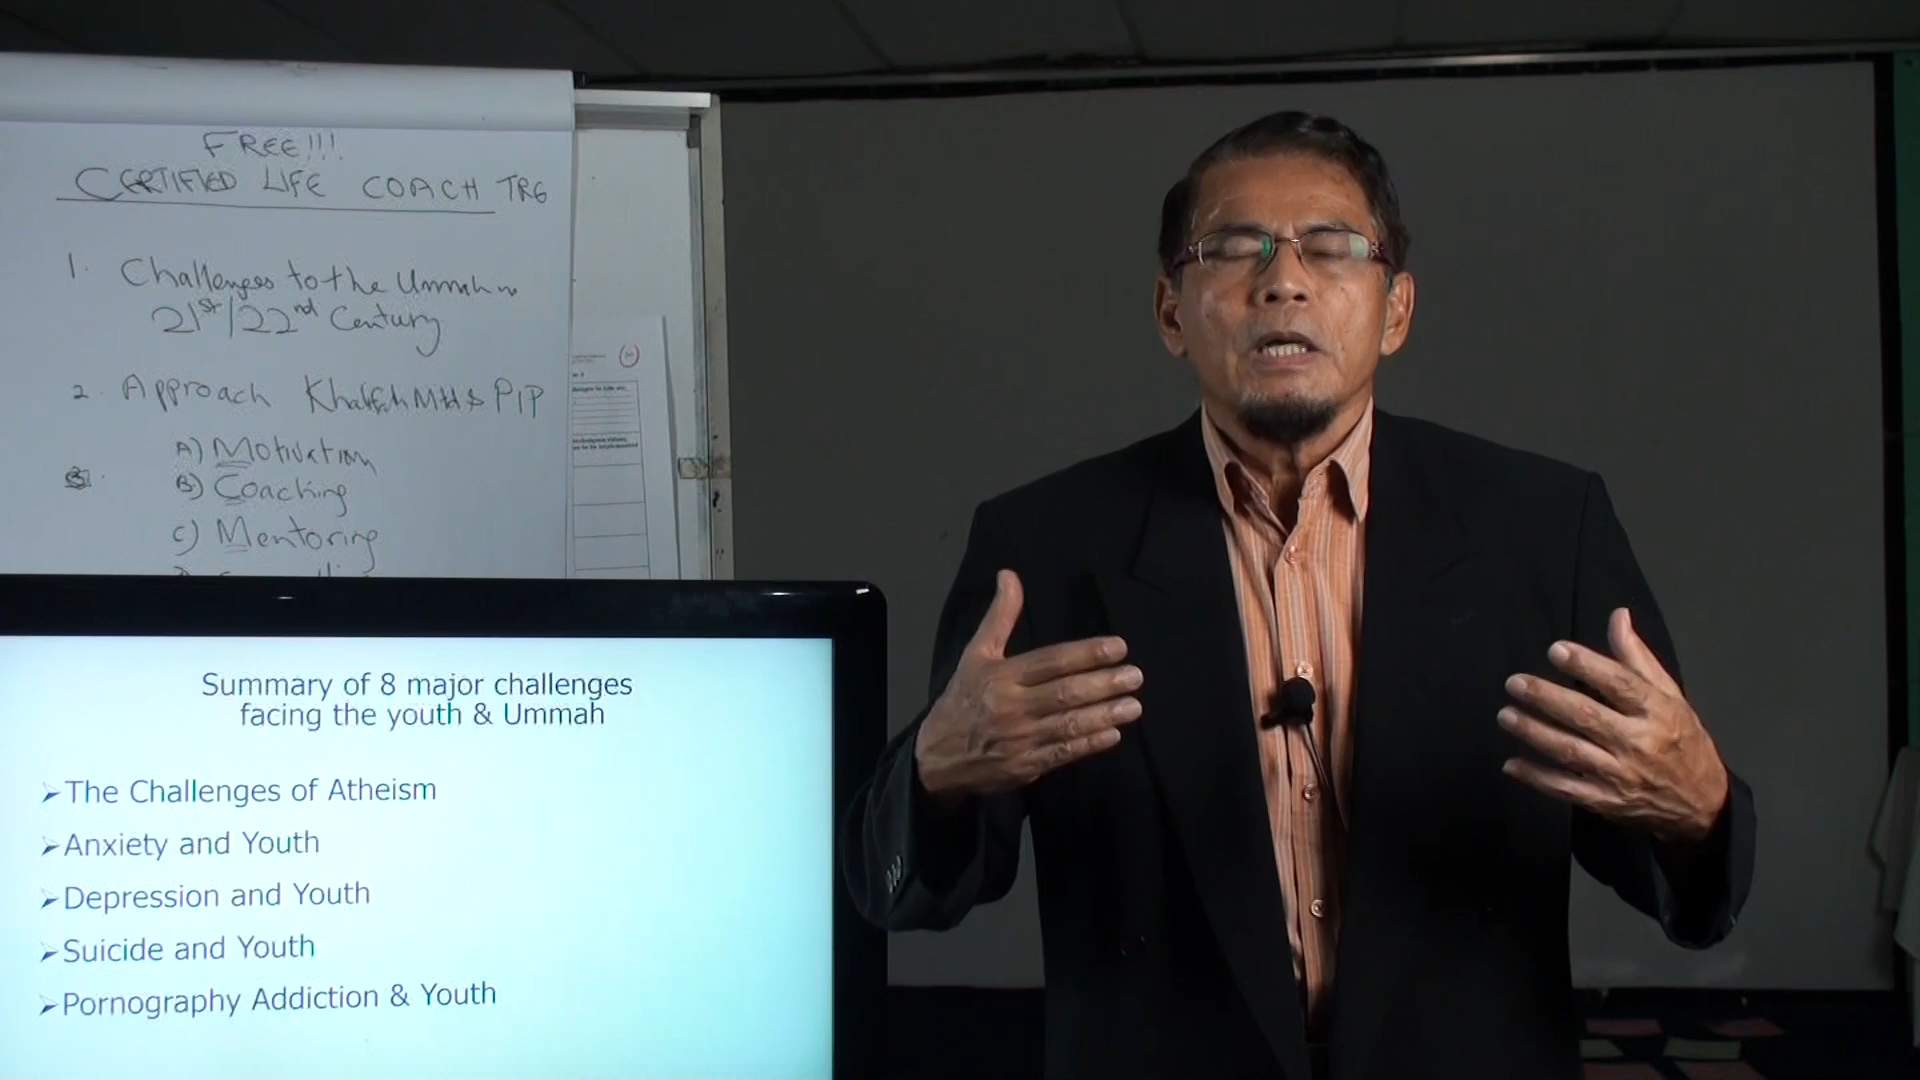 FREE!!!
CERTIFIED LIFE COACH TRG
1. Challenges to the Ummah
21st/22nd Century
2. Approach Khalifah Mtd & PIP
A) Motivation
B) Coaching
C) Mentoring
Summary of 8 major challenges
facing the youth & Ummah
➢The Challenges of Atheism
➢Anxiety and Youth
➢Depression and Youth
➢Suicide and Youth
➢Pornography Addiction & Youth